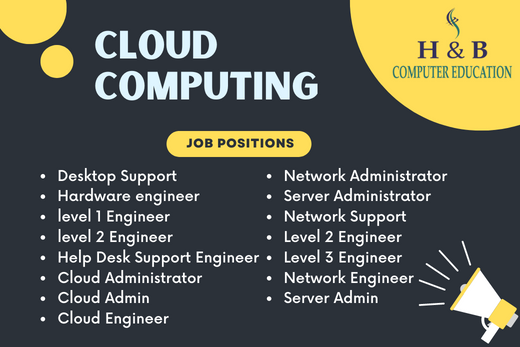 CLOUD
COMPUTING
H & B
COMPUTER EDUCATION
JOB POSITIONS
• Desktop Support
• Hardware engineer
• level 1 Engineer
• level 2 Engineer
• Help Desk Support Engineer
• Cloud Administrator
• Cloud Admin
• Cloud Engineer
• Network Administrator
• Server Administrator
• Network Support
• Level 2 Engineer
• Level 3 Engineer
• Network Engineer
• Server Admin